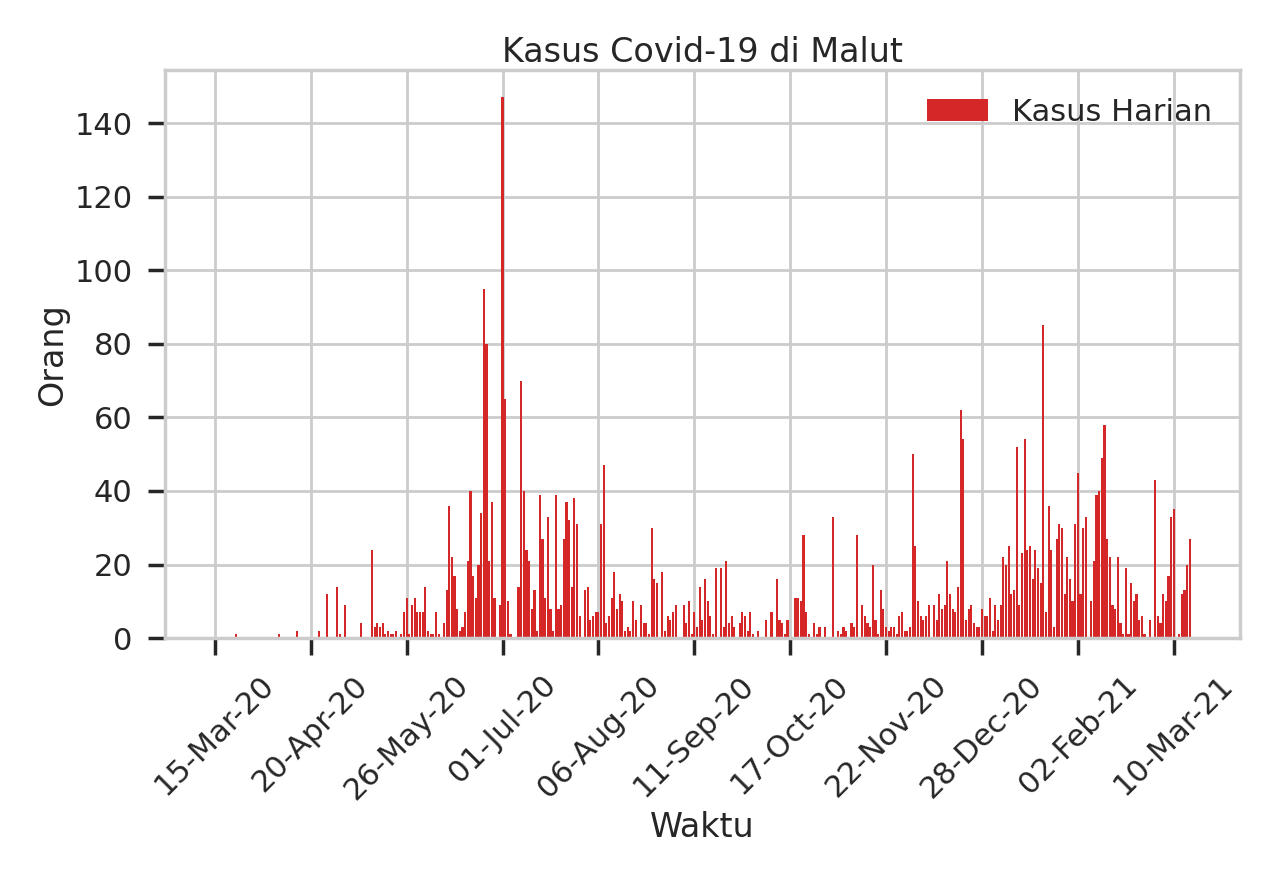 Kasus Covid-19 di Malut
Kasus Harian
140
120
100
80
60
40
20
0
Orang
15-Mar-20
20-Apr-20
26-May-20
01-Jul-20
06-Aug-20
11-Sep-20
17-Oct-20
22-Nov-20
28-Dec-20
02-Feb-21
10-Mar-21
Waktu